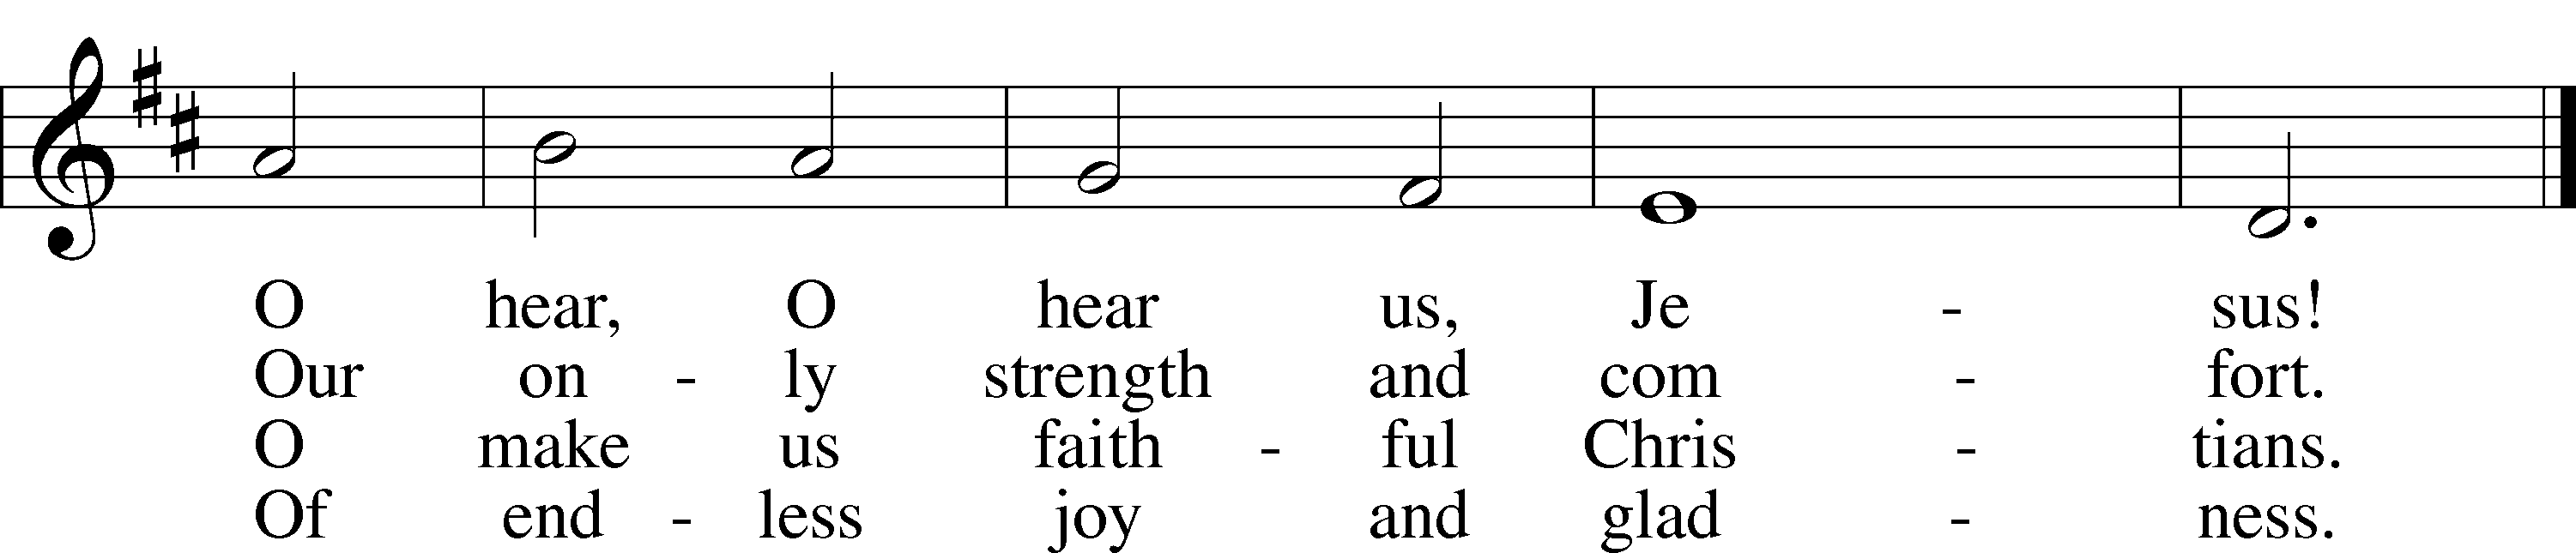 O hear, O hear us, Je - sus!
Our on - ly strength and com - fort.
O make us faith - ful Chris - tians.
Of end - less joy and glad - ness.